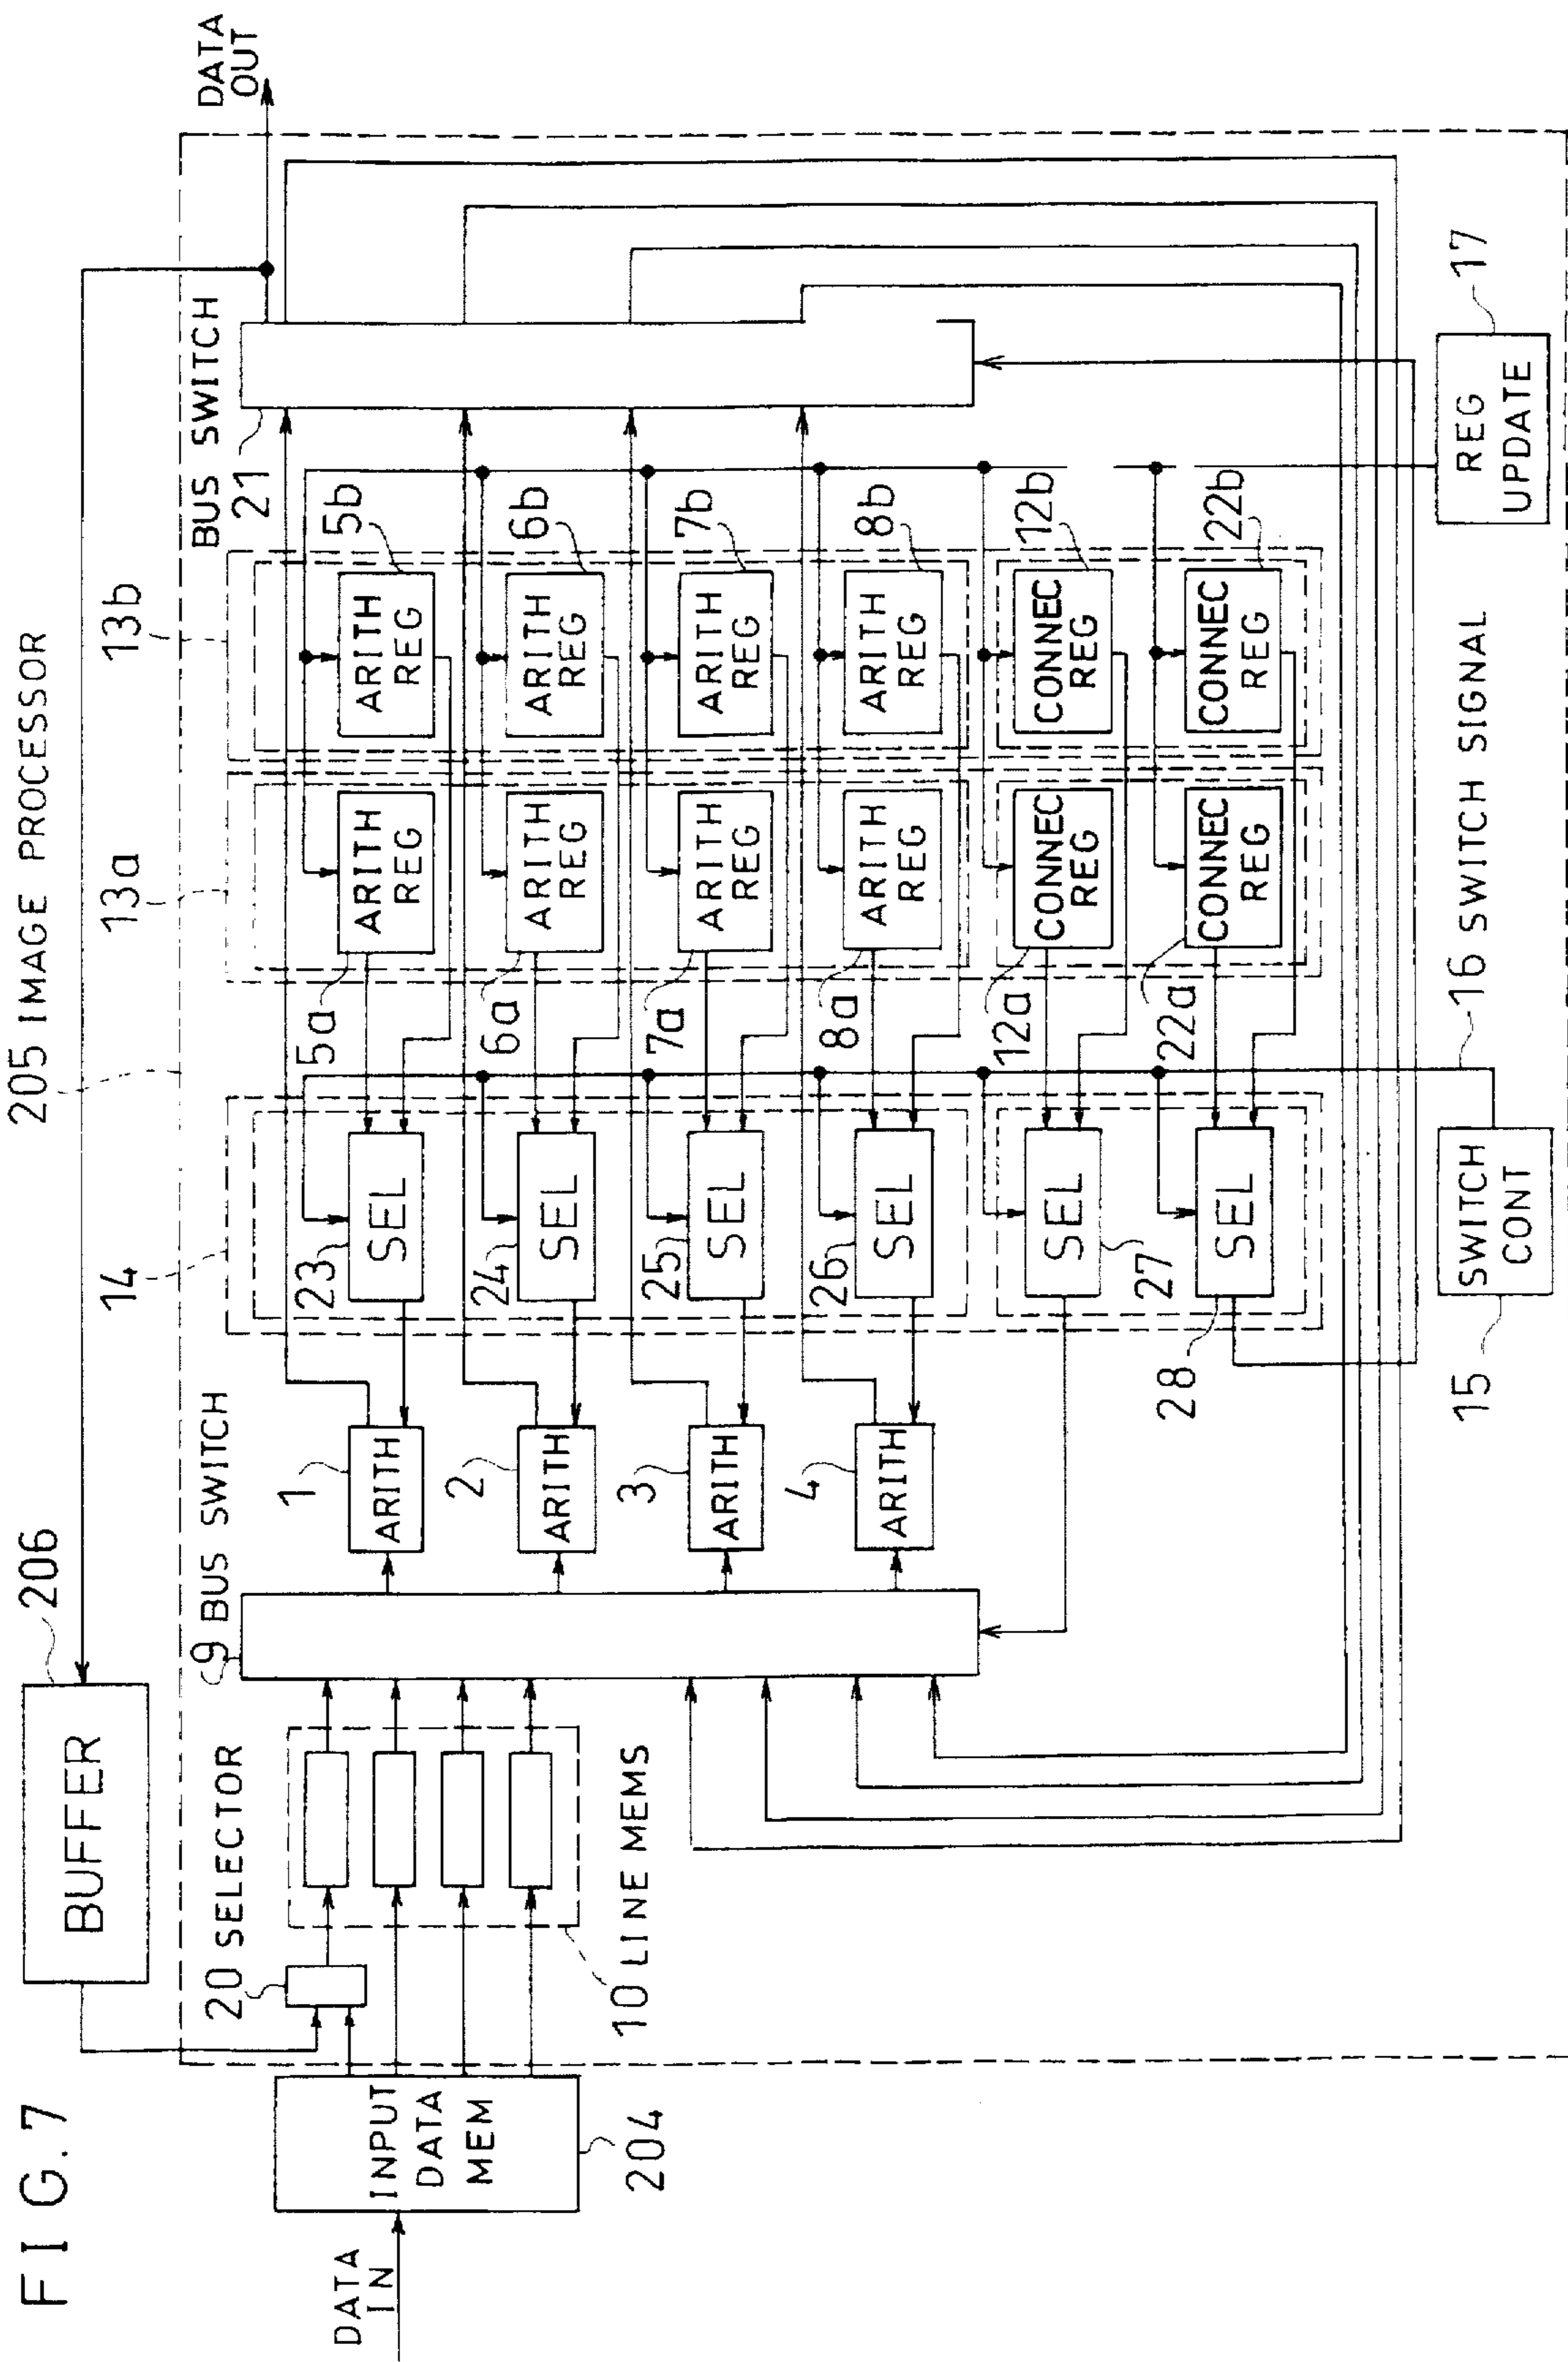 FIG. 7
205 IMAGE PROCESSOR
BUFFER
206
DATA
IN
INPUT
DATA
MEM
204
20 SELECTOR
10 LINE MEMS
9 BUS SWITCH
1
ARITH
2
ARITH
3
ARITH
4
ARITH
14
23
SEL
24
SEL
25
SEL
26
SEL
27
SEL
28
SEL
13a
5a
ARITH
REG
6a
ARITH
REG
7a
ARITH
REG
8a
ARITH
REG
12a
CONNEC
REG
22a
CONNEC
REG
13b
5b
ARITH
REG
6b
ARITH
REG
7b
ARITH
REG
8b
ARITH
REG
12b
CONNEC
REG
22b
CONNEC
REG
BUS SWITCH
21
DATA
OUT
15
SWITCH
CONT
16 SWITCH SIGNAL
17
REG
UPDATE